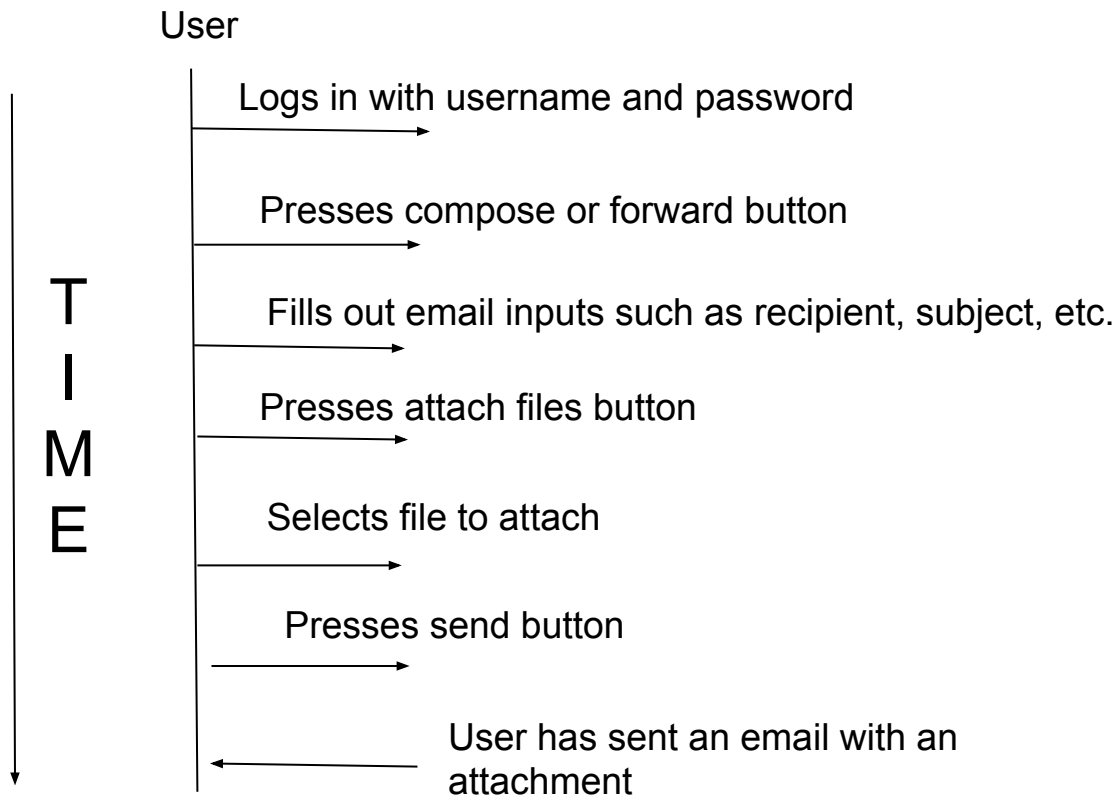 User
Logs in with username and password
Presses compose or forward button
Fills out email inputs such as recipient, subject, etc.
Presses attach files button
Selects file to attach
Presses send button
User has sent an email with an
attachment
T
I
M
E